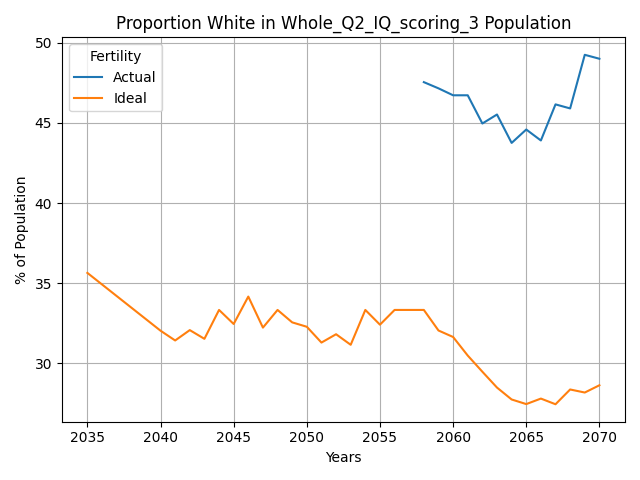 Proportion White in Whole_Q2_IQ_scoring_3 Population
Fertility
Actual
Ideal
% of Population
50
45
40
35
30
2035 2040 2045 2050 2055 2060 2065 2070
Years